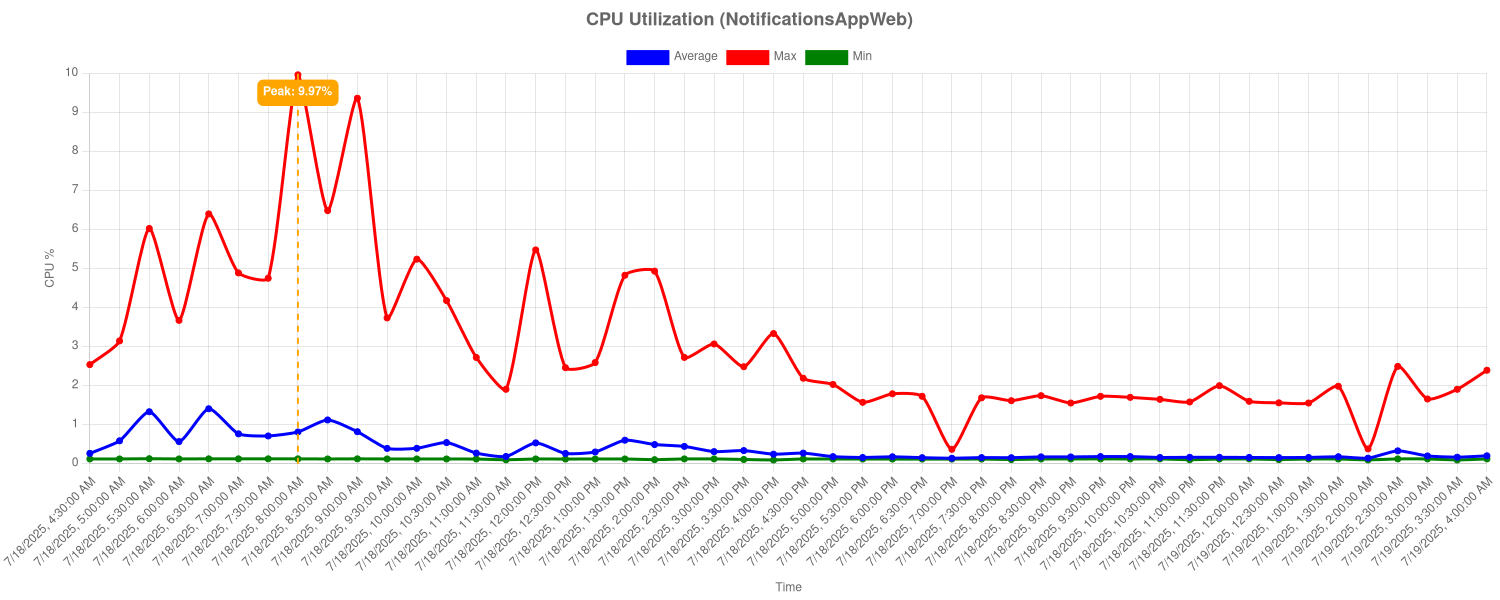 CPU Utilization (NotificationsAppWeb)
Average Max Min
10
Peak: 9.97%
9
8
7
6
5
4
3
2
1
0
CPU %
7/18/2025, 4:30:00 AM
7/18/2025, 5:00:00 AM
7/18/2025, 5:30:00 AM
7/18/2025, 6:00:00 AM
7/18/2025, 6:30:00 AM
7/18/2025, 7:00:00 AM
7/18/2025, 7:30:00 AM
7/18/2025, 8:00:00 AM
7/18/2025, 8:30:00 AM
7/18/2025, 9:00:00 AM
7/18/2025, 9:30:00 AM
7/18/2025, 10:00:00 AM
7/18/2025, 10:30:00 AM
7/18/2025, 11:00:00 AM
7/18/2025, 11:30:00 AM
7/18/2025, 12:00:00 PM
7/18/2025, 12:30:00 PM
7/18/2025, 1:00:00 PM
7/18/2025, 1:30:00 PM
7/18/2025, 2:00:00 PM
7/18/2025, 2:30:00 PM
7/18/2025, 3:00:00 PM
7/18/2025, 3:30:00 PM
7/18/2025, 4:00:00 PM
7/18/2025, 4:30:00 PM
7/18/2025, 5:00:00 PM
7/18/2025, 5:30:00 PM
7/18/2025, 6:00:00 PM
7/18/2025, 6:30:00 PM
7/18/2025, 7:00:00 PM
7/18/2025, 7:30:00 PM
7/18/2025, 8:00:00 PM
7/18/2025, 8:30:00 PM
7/18/2025, 9:00:00 PM
7/18/2025, 9:30:00 PM
7/18/2025, 10:00:00 PM
7/18/2025, 10:30:00 PM
7/18/2025, 11:00:00 PM
7/18/2025, 11:30:00 PM
7/19/2025, 12:00:00 AM
7/19/2025, 12:30:00 AM
7/19/2025, 1:00:00 AM
7/19/2025, 1:30:00 AM
7/19/2025, 2:00:00 AM
7/19/2025, 2:30:00 AM
7/19/2025, 3:00:00 AM
7/19/2025, 3:30:00 AM
7/19/2025, 4:00:00 AM
Time